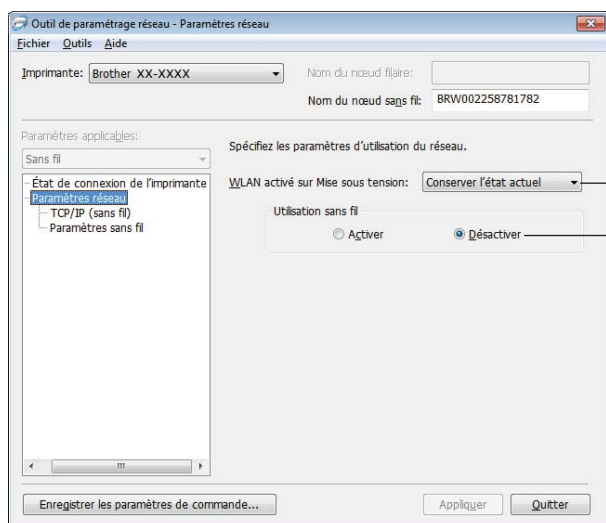 Outil de paramétrage réseau - Paramètres réseau
Fichier Outils Aide
Imprimante: Brother XX-XXXX
Nom du nœud filaire:
Nom du nœud sans fil: BRW002258781782
Paramètres applicables:
Sans fil
État de connexion de l'imprimante
Paramètres réseau
TCP/IP (sans fil)
Paramètres sans fil
Spécifiez les paramètres d'utilisation du réseau.
WLAN activé sur Mise sous tension: Conserver l'état actuel
Utilisation sans fil
Activer Désactiver
Enregistrer les paramètres de commande... Appliquer Quitter